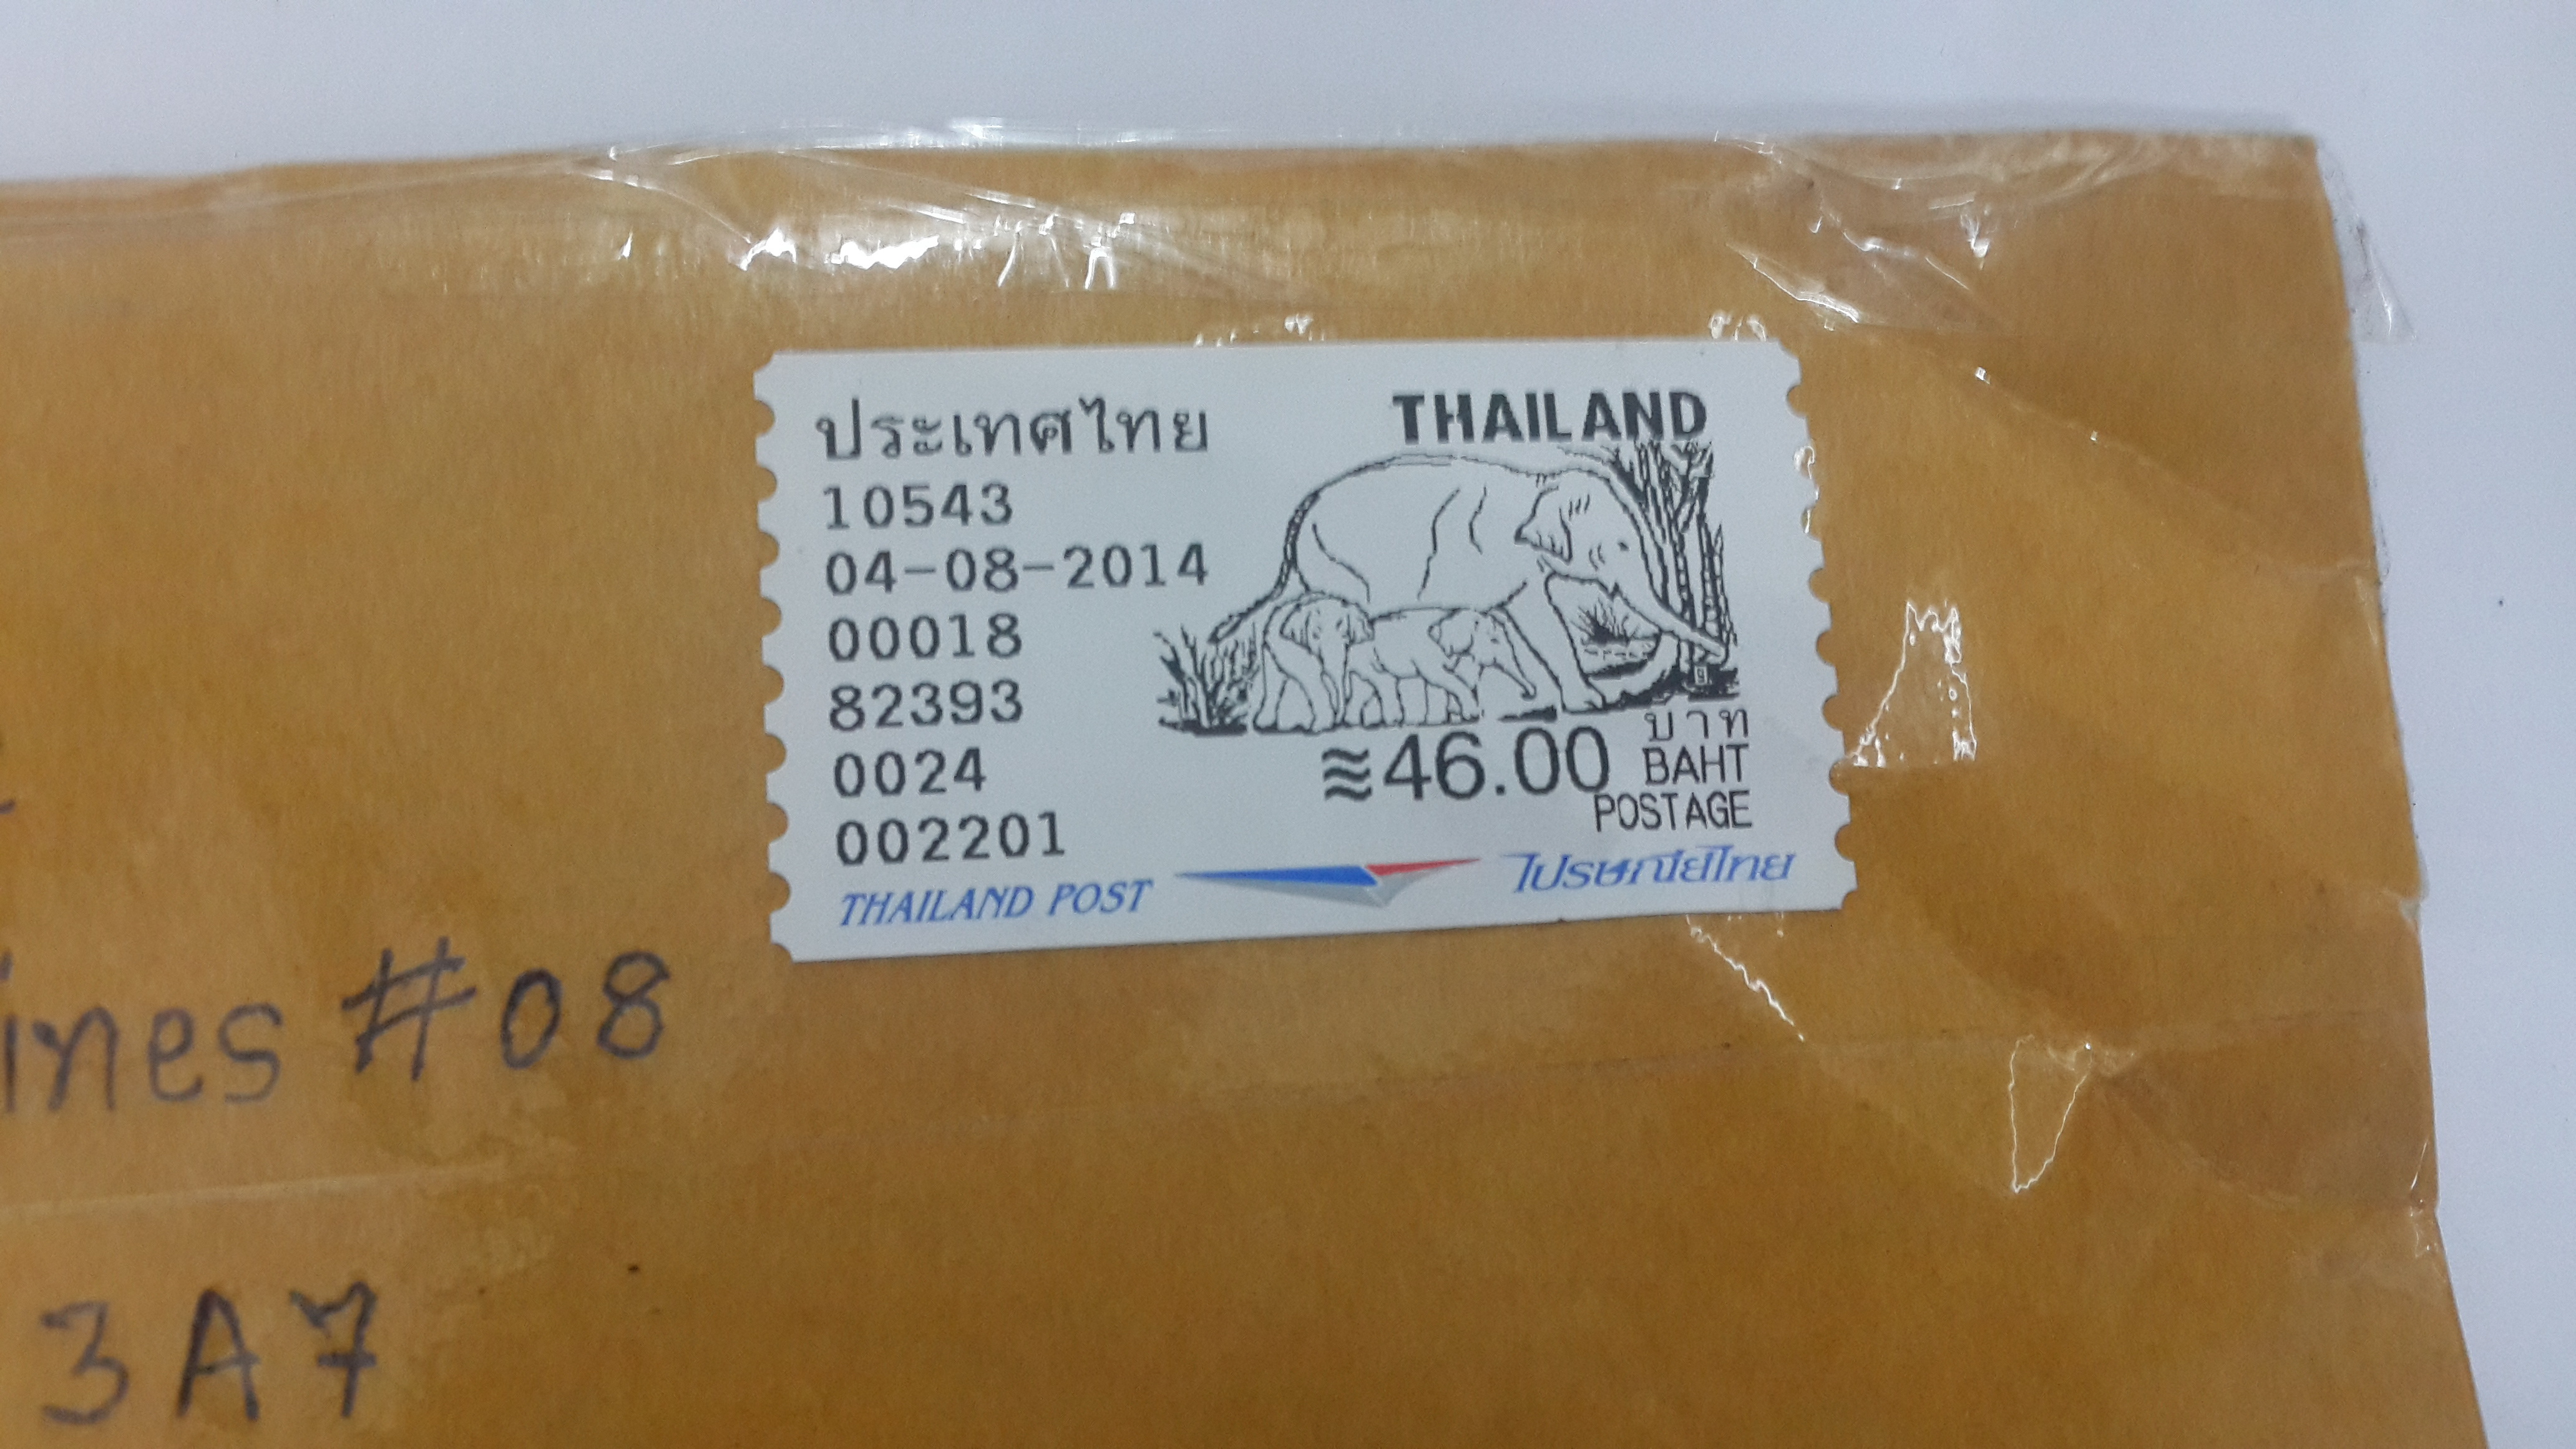 ประเทศไทย THAILAND
10543
04-08-2014
00018
82393
0024
002201
≋46.00 บาท
BAHT
POSTAGE
THAILAND POST ไปรษณีย์ไทย
#08
3A7